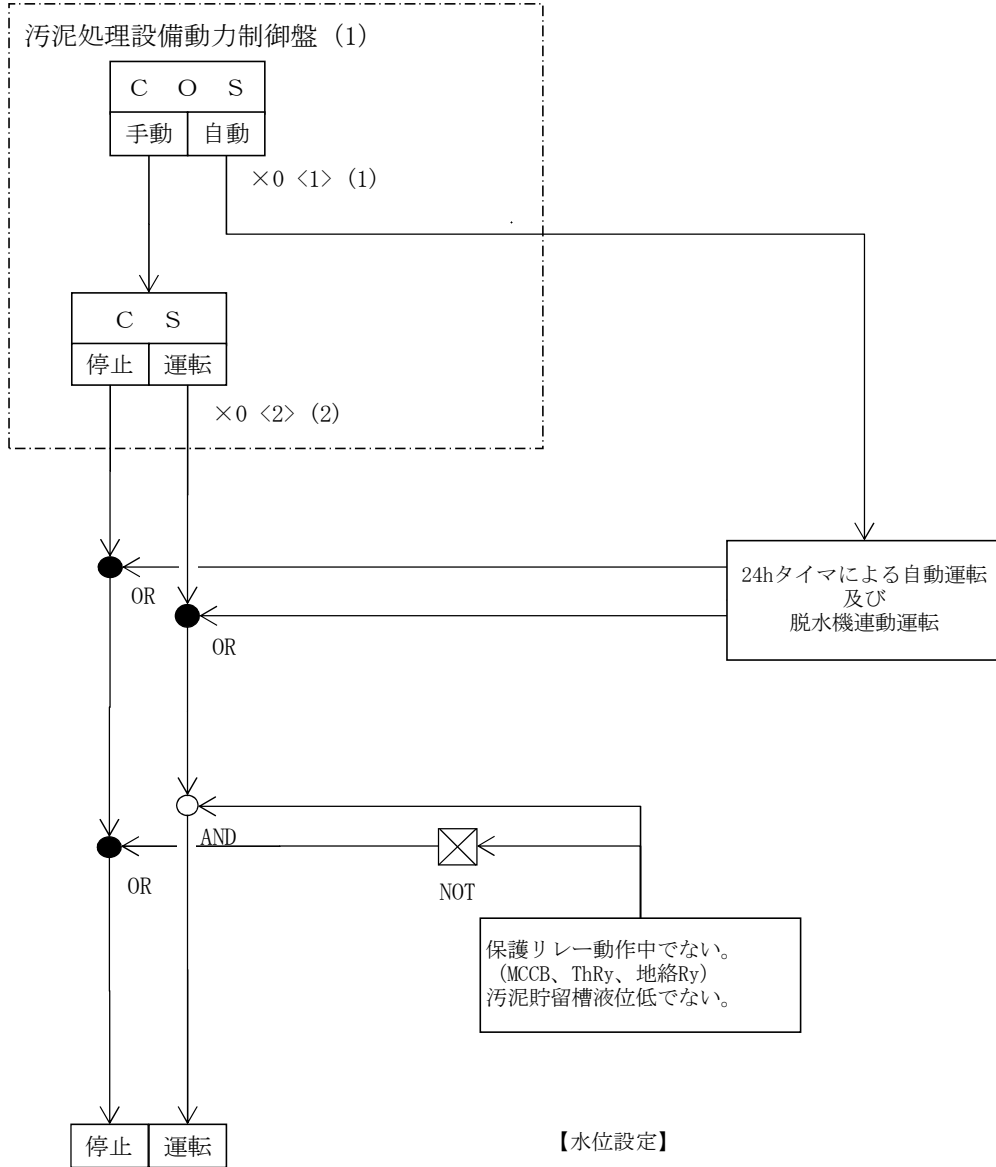 汚泥処理設備動力制御盤 (1)
C O S
手動 自動
×0 <1> (1)
C S
停止 運転
×0 <2> (2)
24hタイマによる自動運転
及び
脱水機連動運転
OR
OR
AND
OR
NOT
保護リレー動作中でない。
(MCCB、ThRy、地絡Ry)
汚泥貯留槽液位低でない。
停止 運転
【水位設定】